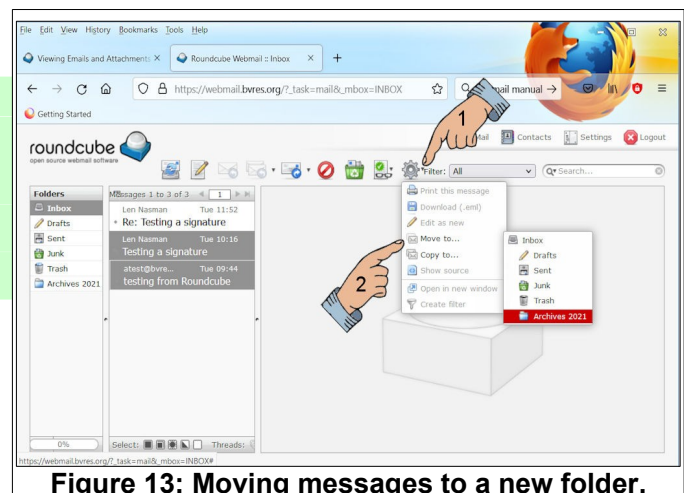 File Edit View History Bookmarks Tools Help
Viewing Emails and Attachments
Roundcube Webmail :: Inbox
https://webmail.bvres.org/?_task=mail&_mbox=INBOX
mail manual
Getting Started
1
Mail Contacts Settings Logout
roundcube
open source webmail software
Filter: All
Search...
Folders
Messages 1 to 3 of 3 1
Inbox
Drafts
Sent
Junk
Trash
Archives 2021
Len Nasman Tue 11:52
Re: Testing a signature
Len Nasman Tue 10:16
Testing a signature
atest@bvre... Tue 09:44
testing from Roundcube
Print this message
Download (.eml)
Edit as new
Move to...
Copy to...
Show source
Open in new window
Create filter
2
Inbox
Drafts
Sent
Junk
Trash
Archives 2021
0%
Select: Threads:
https://webmail.bvres.org/?_task=mail&_mbox=INBOX#
Figure 13: Moving messages to a new folder.